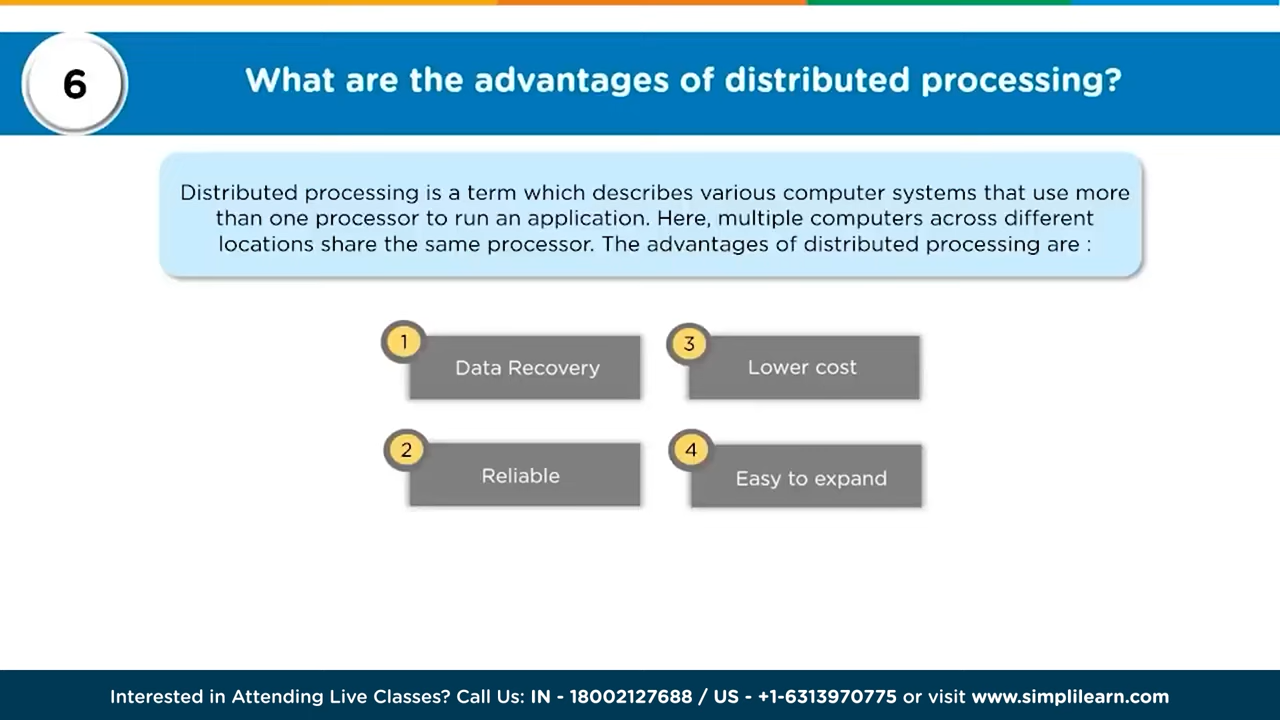 6
What are the advantages of distributed processing?
Distributed processing is a term which describes various computer systems that use more
than one processor to run an application. Here, multiple computers across different
locations share the same processor. The advantages of distributed processing are :
1
Data Recovery
3
Lower cost
2
Reliable
4
Easy to expand
Interested in Attending Live Classes? Call Us: IN - 18002127688 / US - +1-6313970775 or visit www.simplilearn.com